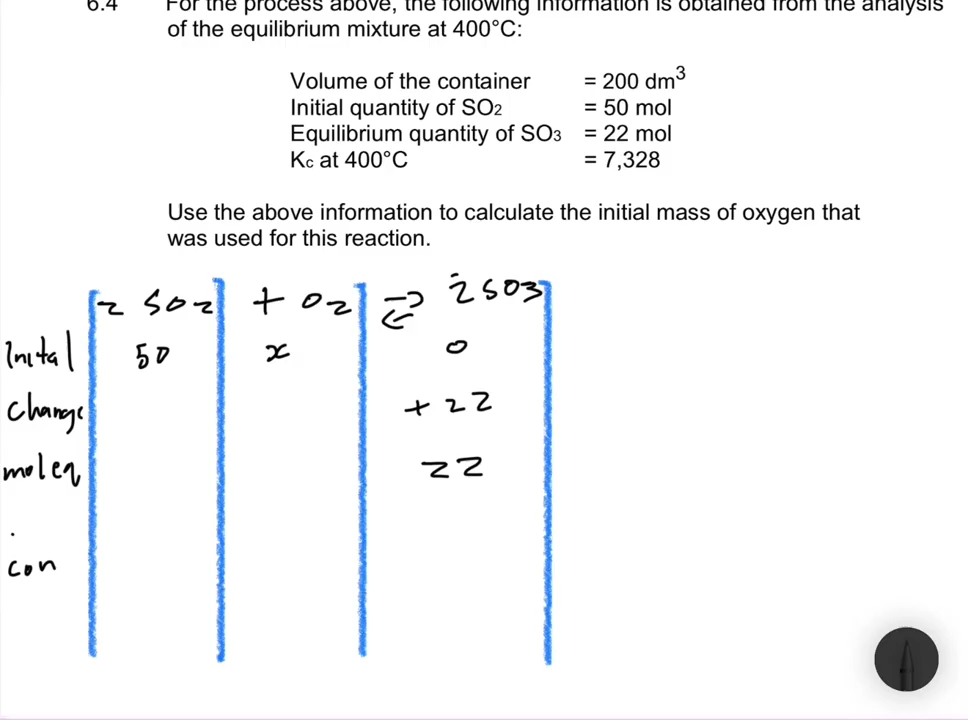 6.4 For the process above, the following information is obtained from the analysis
of the equilibrium mixture at 400°C:
Volume of the container = 200 dm³
Initial quantity of SO₂ = 50 mol
Equilibrium quantity of SO₃ = 22 mol
Kc at 400°C = 7,328
Use the above information to calculate the initial mass of oxygen that
was used for this reaction.
2 SO2 + O2 ⇌ 2SO3
Inital 50 x 0
change + 22
mol eq 22
con